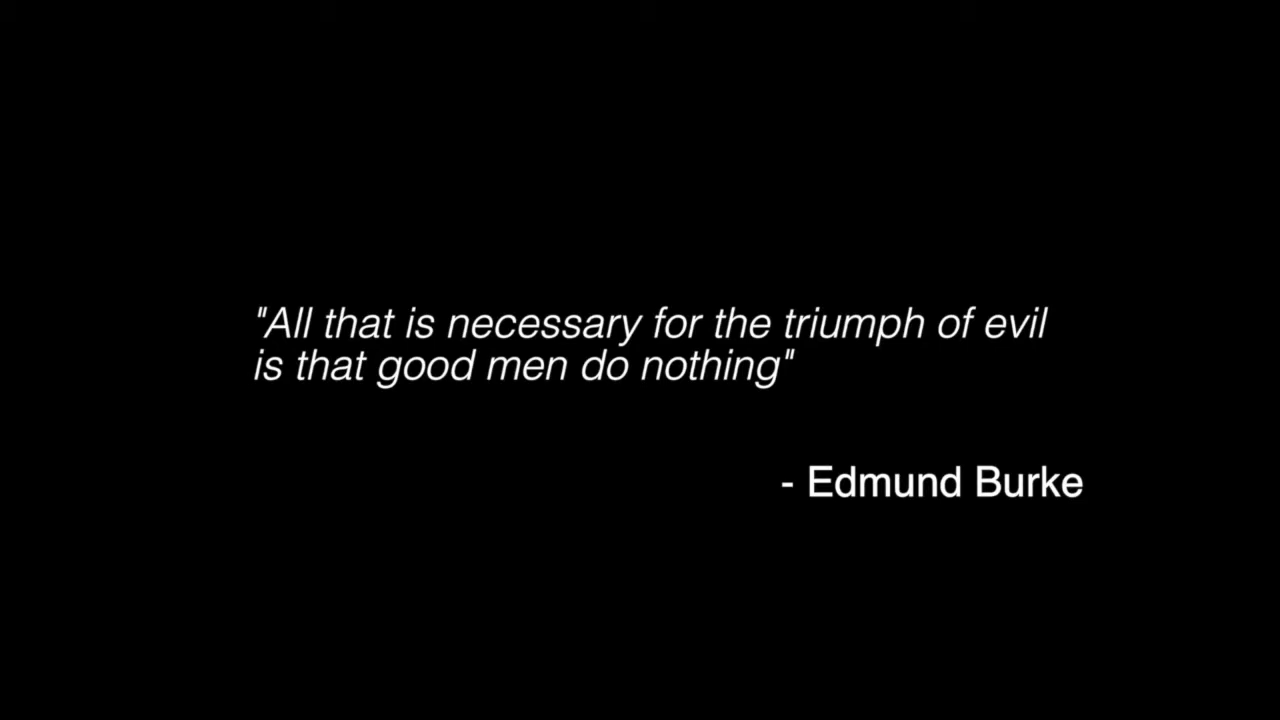 "All that is necessary for the triumph of evil
is that good men do nothing"
- Edmund Burke